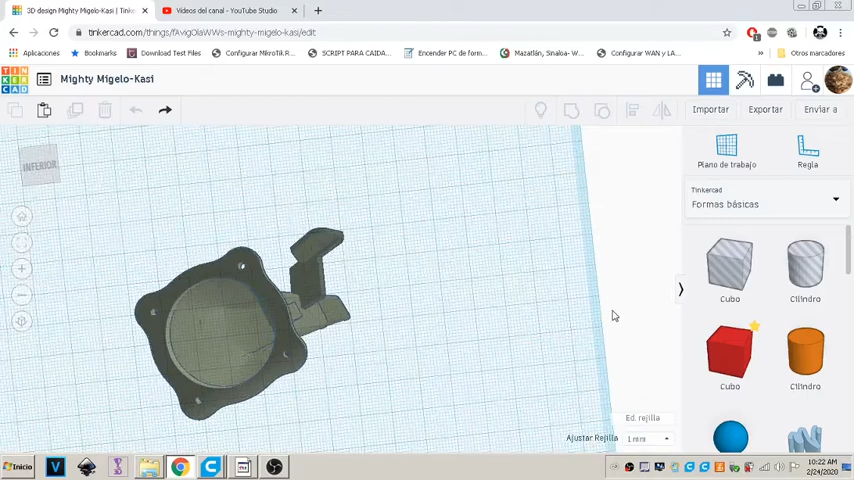 3D design Mighty Migelo-Kasi | Tink
Vídeos del canal - YouTube Studio
tinkercad.com/things/fAvigOlaWWs-mighty-migelo-kasi/edit
Aplicaciones
Bookmarks
Download Test Files
Configurar Mikrotik R...
SCRIPT PARA CAIDA...
Encender PC de form...
Mazatlán, Sinaloa- W...
Configurar WAN y LA...
Otros marcadores
TIN
KER
CAD
Mighty Migelo-Kasi
Importar
Exportar
Enviar a
INFERIOR
Plano de trabajo
Regla
Tinkercad
Formas básicas
Cubo
Cilindro
Cubo
Cilindro
Ed. rejilla
Ajustar Rejilla
1 mm
Inicio
10:22 AM
2/24/2020